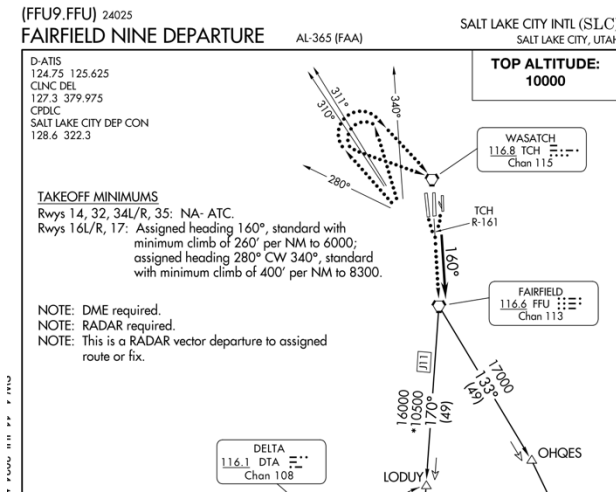 (FFU9.FFU) 24025
FAIRFIELD NINE DEPARTURE
AL-365 (FAA)
SALT LAKE CITY INTL (SLC)
SALT LAKE CITY, UTAH
D-ATIS
124.75 125.625
CLNC DEL
127.3 379.975
CPDLC
SALT LAKE CITY DEP CON
128.6 322.3
TOP ALTITUDE:
10000
311°
310°
340°
280°
WASATCH
116.8 TCH
Chan 115
TAKEOFF MINIMUMS
Rwys 14, 32, 34L/R, 35: NA- ATC.
Rwys 16L/R, 17: Assigned heading 160°, standard with
minimum climb of 260' per NM to 6000;
assigned heading 280° CW 340°, standard
with minimum climb of 400' per NM to 8300.
TCH
R-161
160°
NOTE: DME required.
NOTE: RADAR required.
NOTE: This is a RADAR vector departure to assigned
route or fix.
FAIRFIELD
116.6 FFU
Chan 113
J11
16000
*10500
170°
(49)
17000
133°
(49)
DELTA
116.1 DTA
Chan 108
LODUY
OHQES